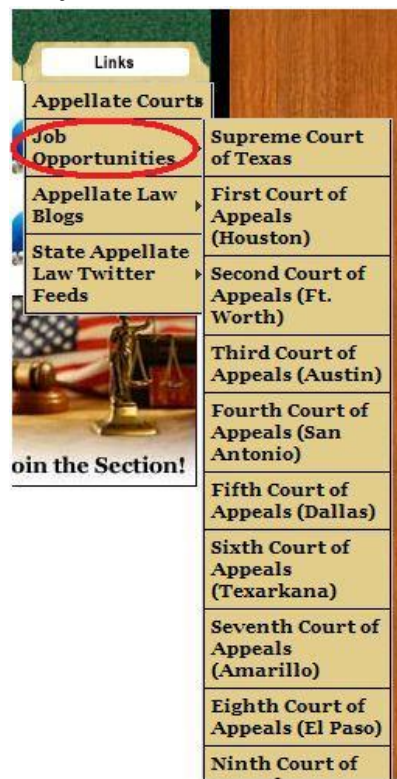 Links
Appellate Courts
Job
Opportunities
Appellate Law
Blogs
State Appellate
Law Twitter
Feeds
oin the Section!
Supreme Court
of Texas
First Court of
Appeals
(Houston)
Second Court of
Appeals (Ft.
Worth)
Third Court of
Appeals (Austin)
Fourth Court of
Appeals (San
Antonio)
Fifth Court of
Appeals (Dallas)
Sixth Court of
Appeals
(Texarkana)
Seventh Court of
Appeals
(Amarillo)
Eighth Court of
Appeals (El Paso)
Ninth Court of